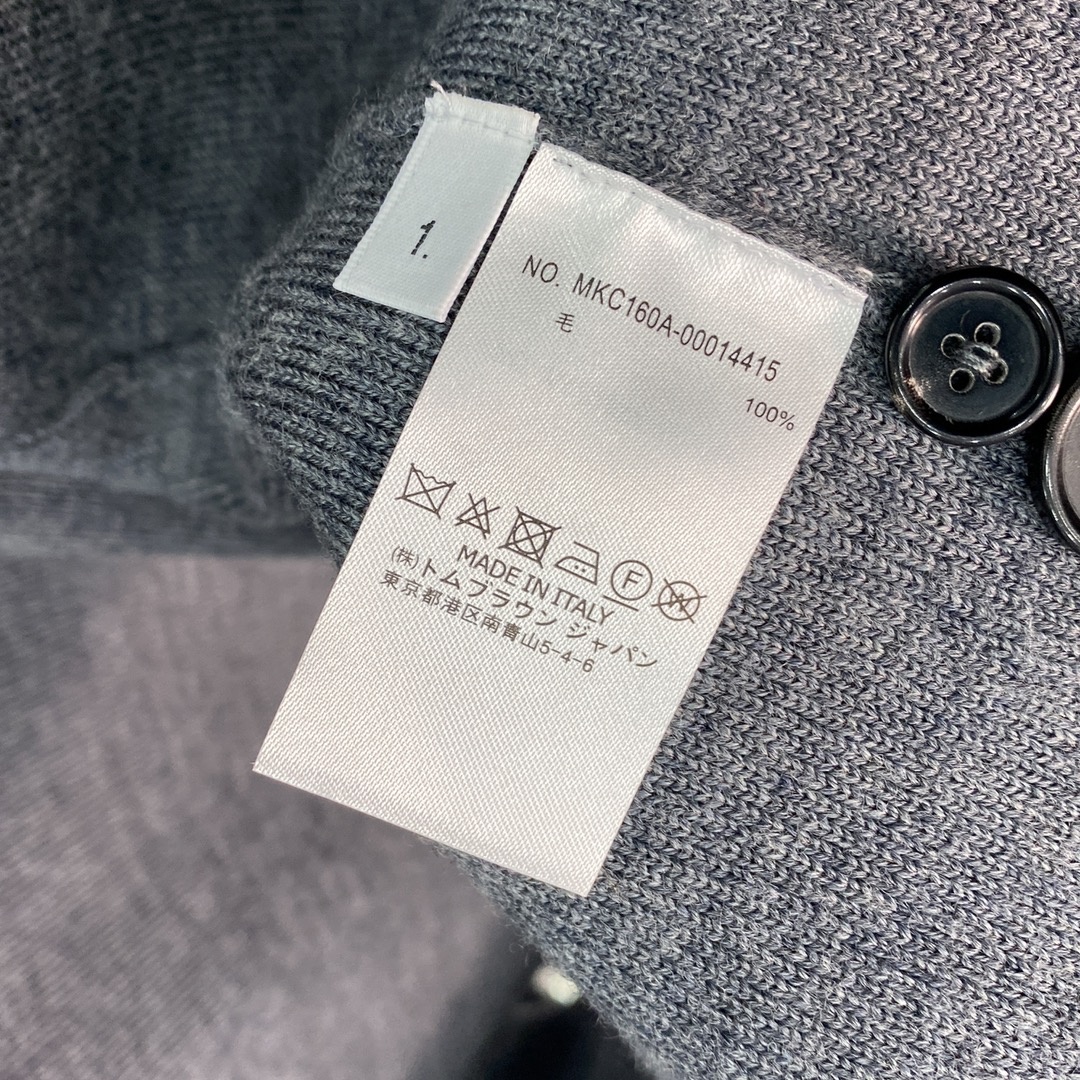 1.
NO. MKC160A-00014415
毛
100%
F
W
MADE IN ITALY
(株)トム ブラウン ジャパン
東京都港区南青山5-4-6